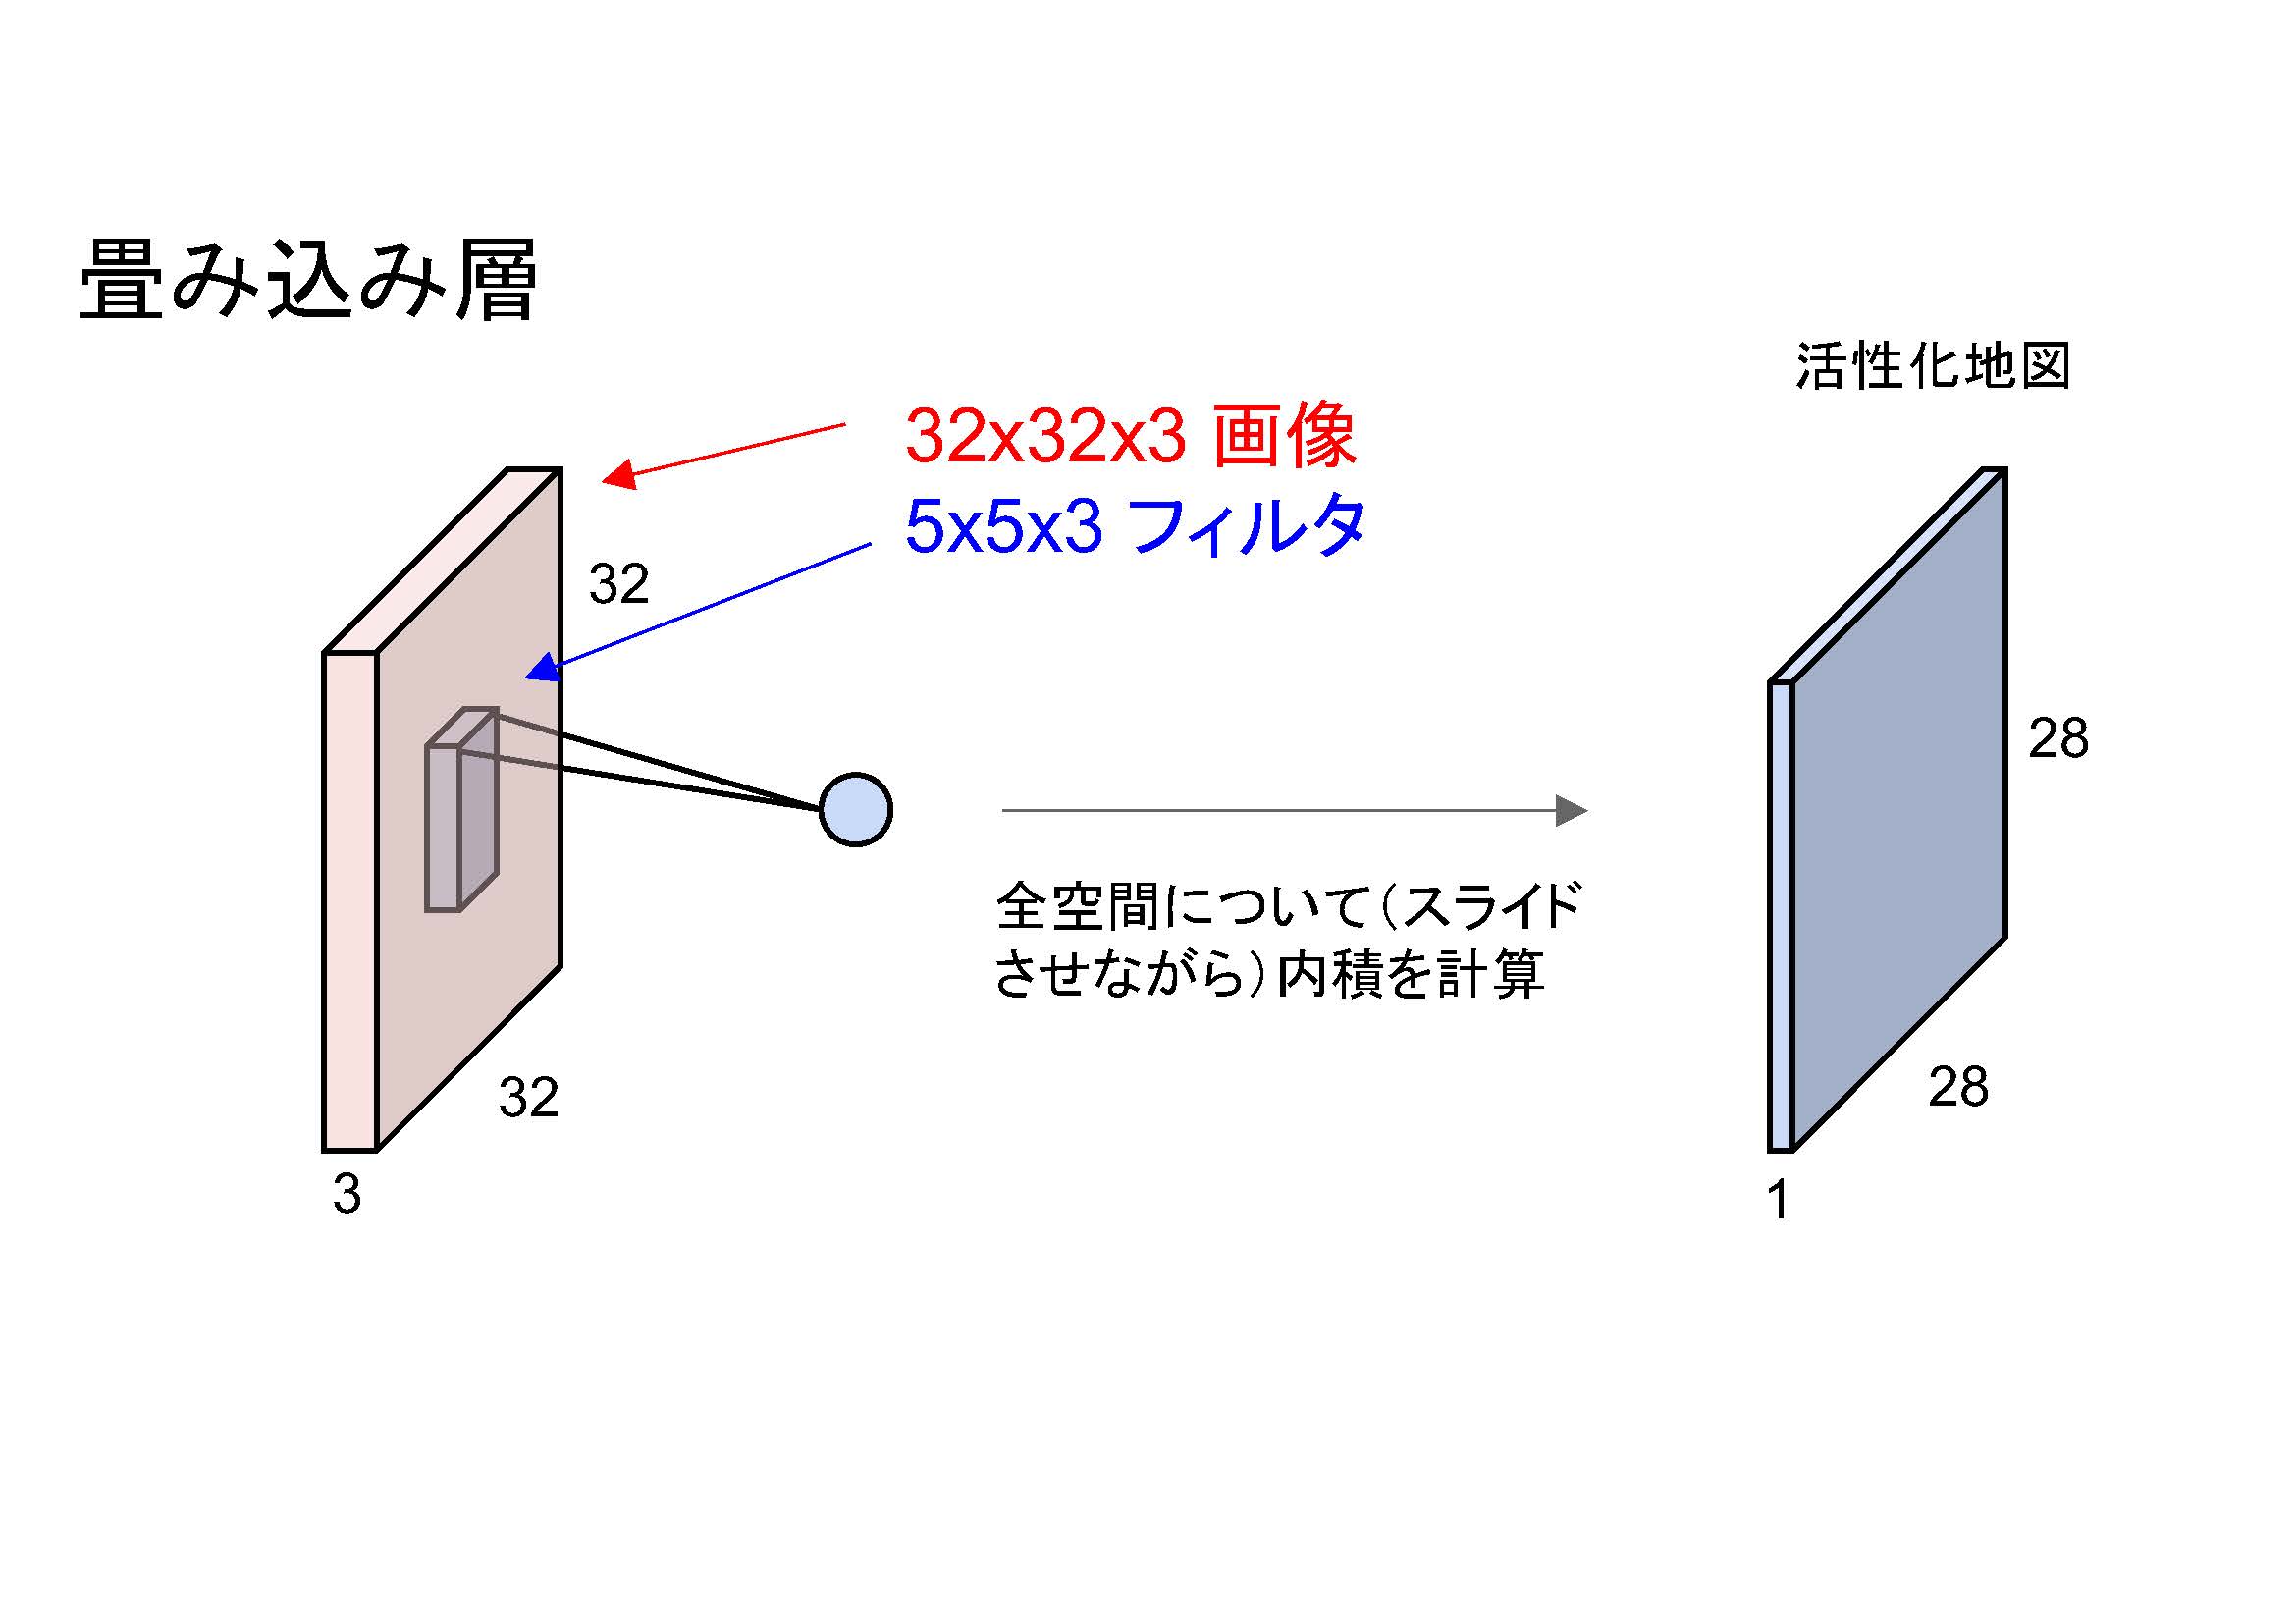 畳み込み層
活性化地図
32x32x3 画像
5x5x3 フィルタ
32
28
全空間について（スライド
させながら）内積を計算
32
28
3
1